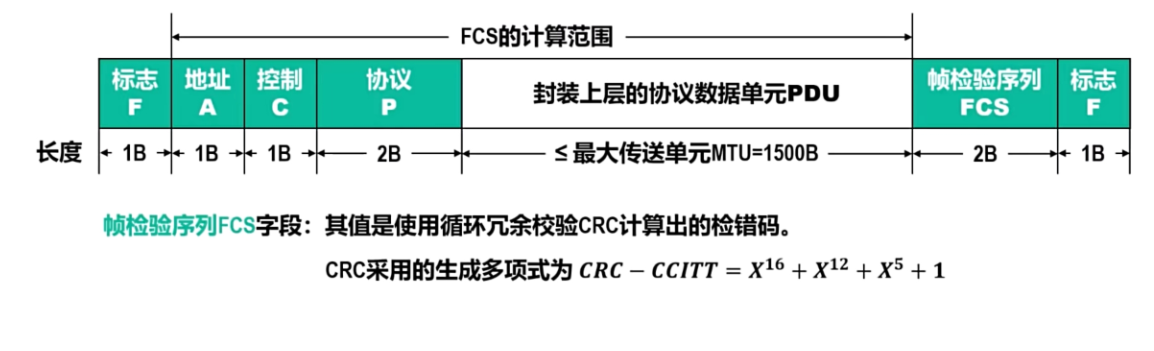 FCS的计算范围
标志 地址 控制 协议 封装上层的协议数据单元PDU 帧检验序列 标志
F A C P FCS F
长度 1B 1B 1B 2B ≤最大传送单元MTU=1500B 2B 1B
帧检验序列FCS字段：其值是使用循环冗余校验CRC计算出的检错码。
CRC采用的生成多项式为 CRC − CCITT = X¹⁶ + X¹² + X⁵ + 1